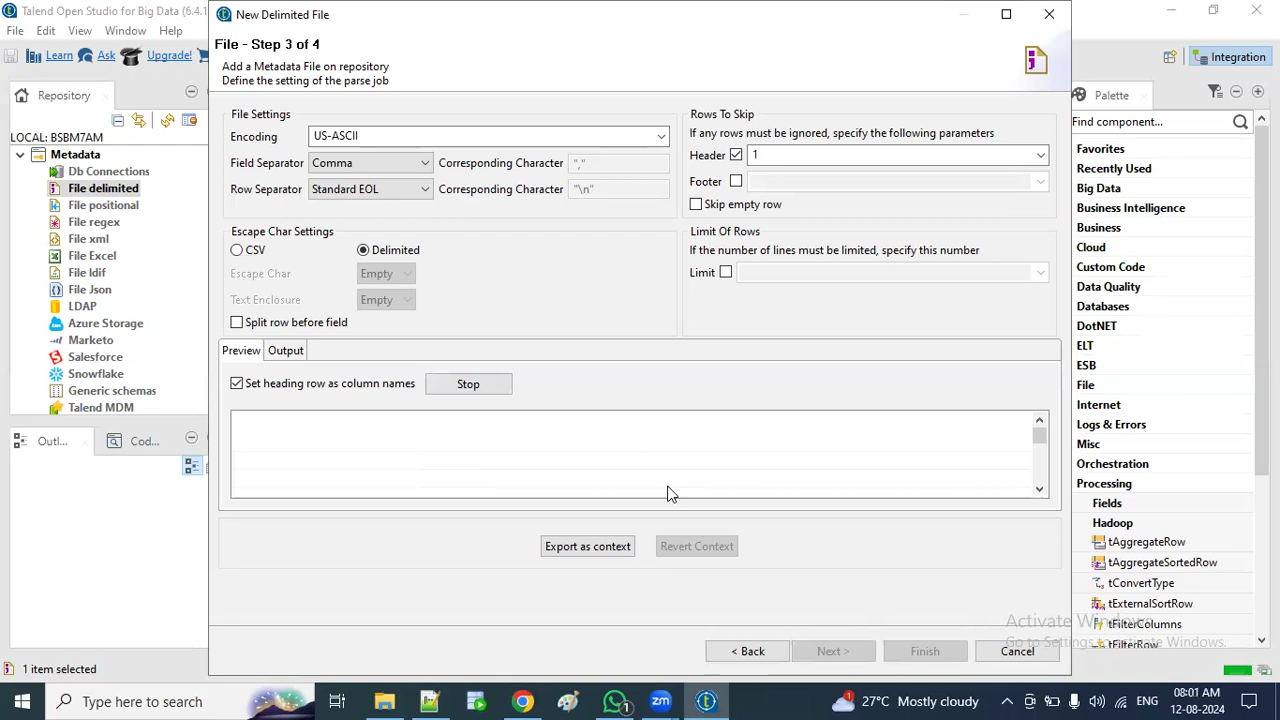 Talend Open Studio for Big Data (6.4.1
New Delimited File
File Edit View Window Help
File - Step 3 of 4
Learn Ask Upgrade!
Add a Metadata File on repository
Define the setting of the parse job
Integration
Repository
Palette
LOCAL: BSBM7AM
Find component...
Metadata
Db Connections
File delimited
File positional
File regex
File xml
File Excel
File ldif
File Json
LDAP
Azure Storage
Marketo
Salesforce
Snowflake
Generic schemas
Talend MDM
Outl...
Cod...
1 item selected
File Settings
Encoding US-ASCII
Field Separator Comma Corresponding Character ","
Row Separator Standard EOL Corresponding Character "\n"
Rows To Skip
If any rows must be ignored, specify the following parameters
Header 1
Footer
Skip empty row
Escape Char Settings
CSV Delimited
Escape Char Empty
Text Enclosure Empty
Split row before field
Limit Of Rows
If the number of lines must be limited, specify this number
Limit
Preview Output
Set heading row as column names Stop
Export as context Revert Context
< Back Next > Finish Cancel
Favorites
Recently Used
Big Data
Business Intelligence
Business
Cloud
Custom Code
Data Quality
Databases
DotNET
ELT
ESB
File
Internet
Logs & Errors
Misc
Orchestration
Processing
Fields
Hadoop
tAggregateRow
tAggregateSortedRow
tConvertType
tExternalSortRow
tFilterColumns
tFilterRow
Activate Windows
Go to Settings to activate Windows.
Type here to search
1
zm
1
27°C Mostly cloudy
ENG
08:01 AM
12-08-2024